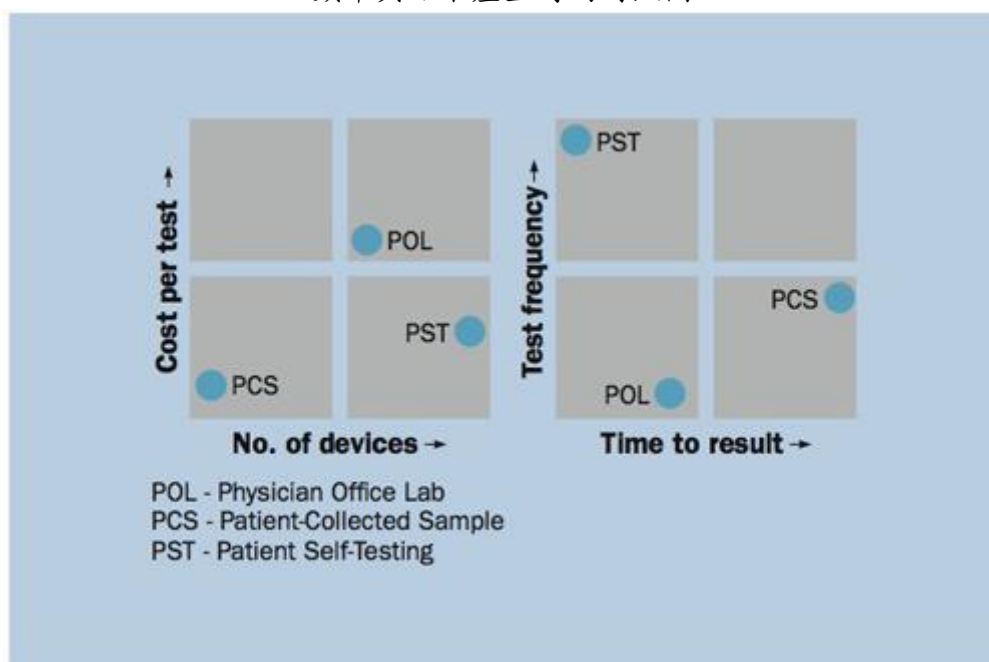 Cost per test →
POL
PST
PCS
No. of devices →
Test frequency →
PST
PCS
POL
Time to result →
POL - Physician Office Lab
PCS - Patient-Collected Sample
PST - Patient Self-Testing